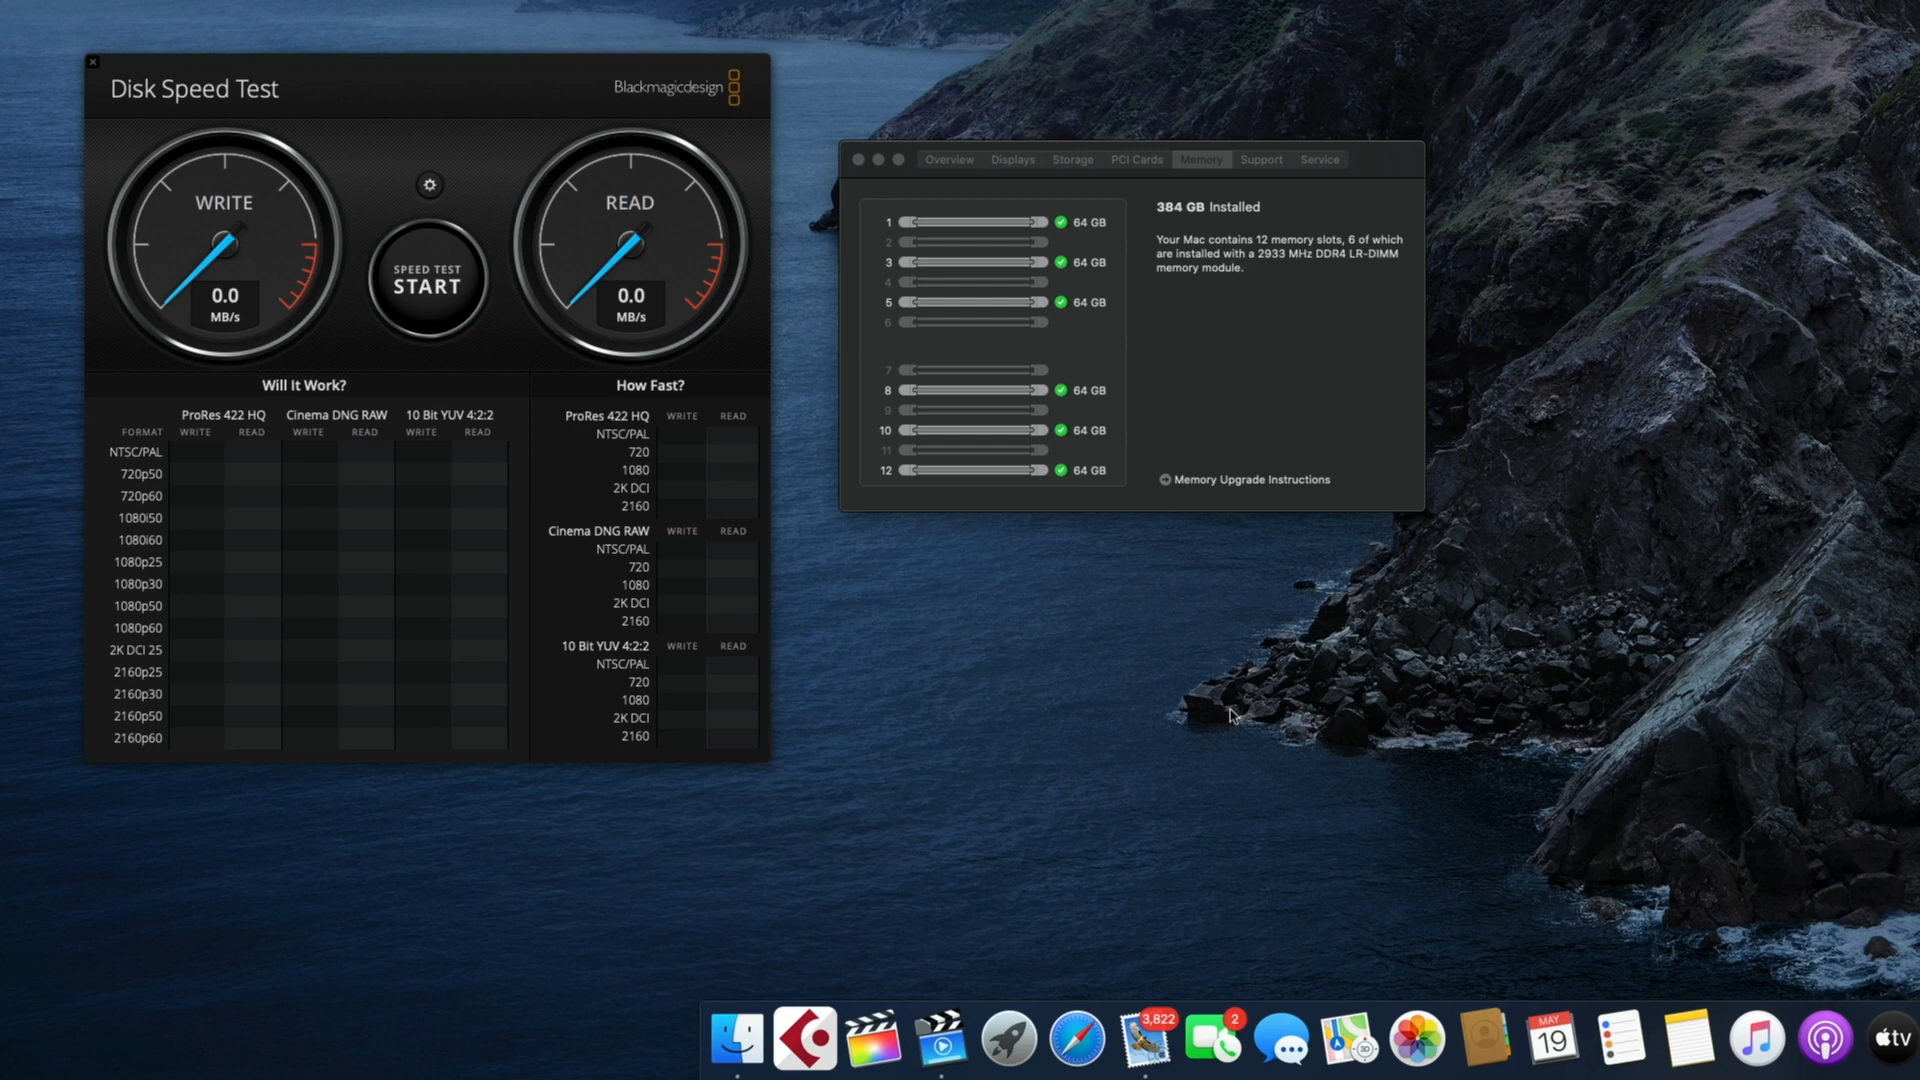 Disk Speed Test
Blackmagicdesign
WRITE
0.0
MB/s
SPEED TEST
START
READ
0.0
MB/s
Will It Work?
ProRes 422 HQ Cinema DNG RAW 10 Bit YUV 4:2:2
FORMAT WRITE READ WRITE READ WRITE READ
NTSC/PAL
720p50
720p60
1080i50
1080i60
1080p25
1080p30
1080p50
1080p60
2K DCI 25
2160p25
2160p30
2160p50
2160p60
How Fast?
ProRes 422 HQ WRITE READ
NTSC/PAL
720
1080
2K DCI
2160
Cinema DNG RAW WRITE READ
NTSC/PAL
720
1080
2K DCI
2160
10 Bit YUV 4:2:2 WRITE READ
NTSC/PAL
720
1080
2K DCI
2160
Overview Displays Storage PCI Cards Memory Support Service
1 64 GB
2
3 64 GB
4
5 64 GB
6
7
8 64 GB
9
10 64 GB
11
12 64 GB
384 GB Installed
Your Mac contains 12 memory slots, 6 of which
are installed with a 2933 MHz DDR4 LR-DIMM
memory module.
Memory Upgrade Instructions
3,822
2
3D
MAY
19
tv